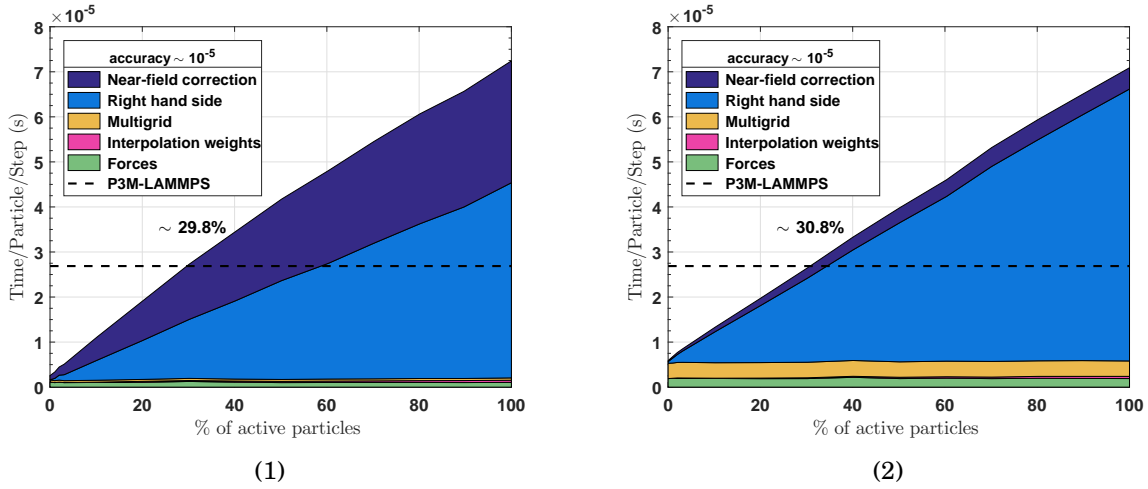 ×10-5
8
7
6
5
4
3
2
1
0
Time/Particle/Step (s)
accuracy ~ 10-5
Near-field correction
Right hand side
Multigrid
Interpolation weights
Forces
P3M-LAMMPS
~ 29.8%
0 20 40 60 80 100
% of active particles
(1)
×10-5
8
7
6
5
4
3
2
1
0
Time/Particle/Step (s)
accuracy ~ 10-5
Near-field correction
Right hand side
Multigrid
Interpolation weights
Forces
P3M-LAMMPS
~ 30.8%
0 20 40 60 80 100
% of active particles
(2)